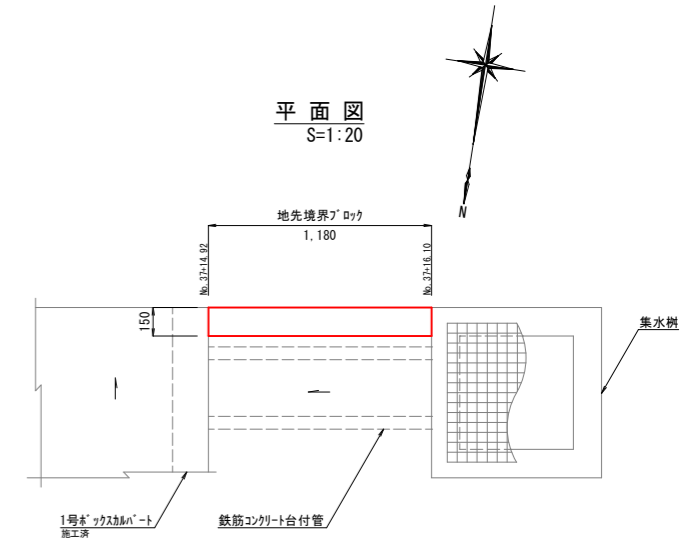 平面図
S=1:20
N
地先境界ブロック
1,180
No.37+14.92
No.37+16.10
150
集水桝
1号ボックスカルバート
施工済
鉄筋コンクリート台付管